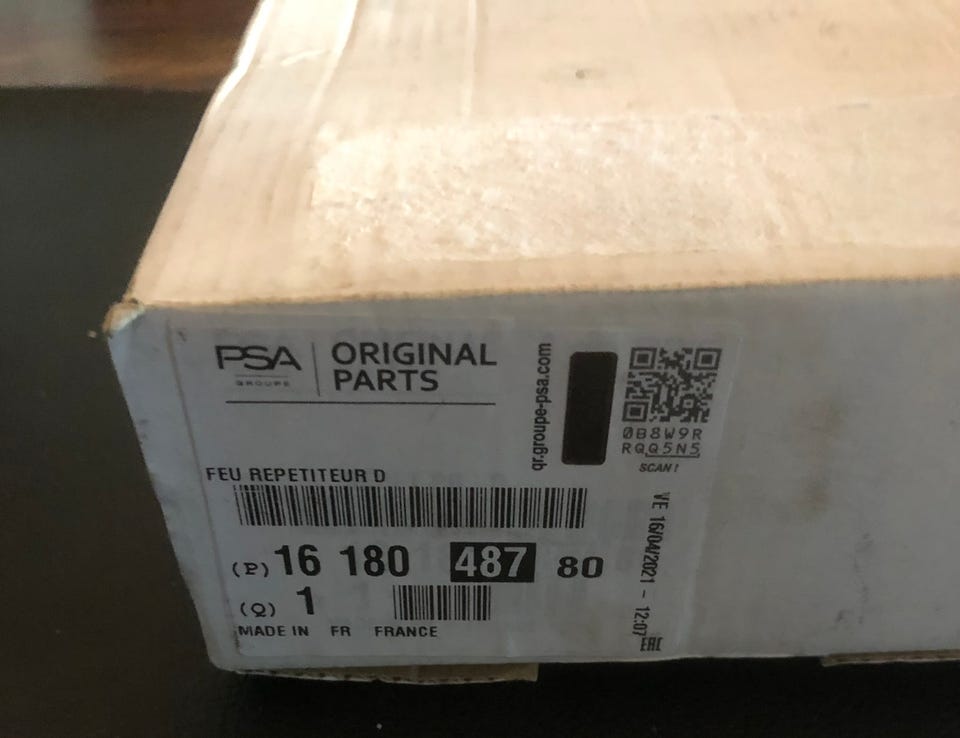 PSA
GROUPE
ORIGINAL
PARTS
qr.groupe-psa.com
0B8W9R
RQQ5N5
SCAN!
FEU REPETITEUR D
(P) 16 180 487 80
(Q) 1
MADE IN FR FRANCE
VE 16/04/2021 - 12:07
EAC